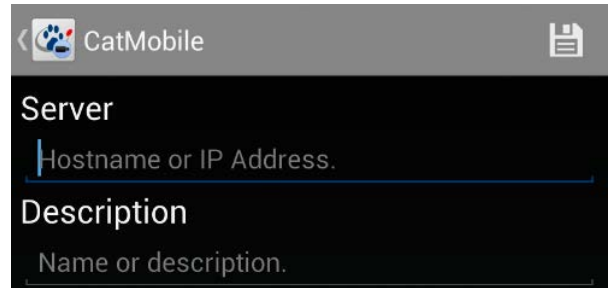 CatMobile
Server
Hostname or IP Address.
Description
Name or description.